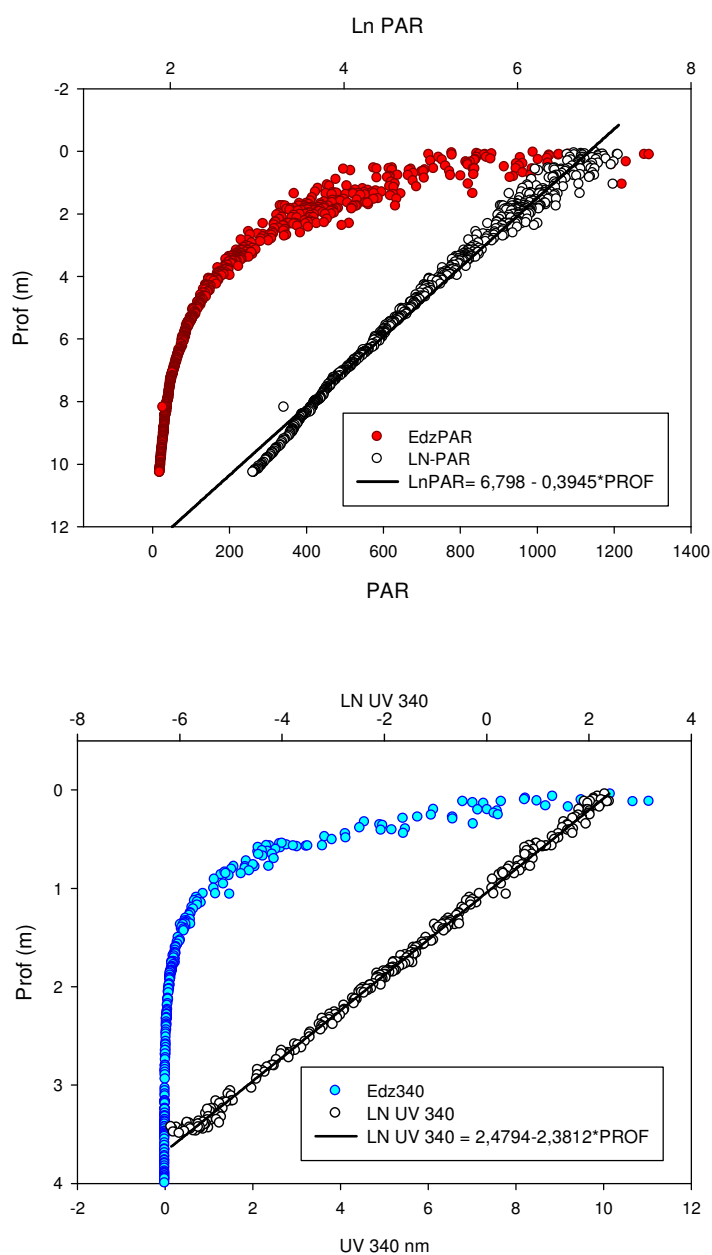 Ln PAR
2 4 6 8
-2
0
2
4
6
8
10
12
Prof (m)
EdzPAR
LN-PAR
LnPAR= 6,798 - 0,3945*PROF
0 200 400 600 800 1000 1200 1400
PAR
LN UV 340
-8 -6 -4 -2 0 2 4
0
1
2
3
4
Prof (m)
Edz340
LN UV 340
LN UV 340 = 2,4794-2,3812*PROF
0 2 4 6 8 10 12
UV 340 nm